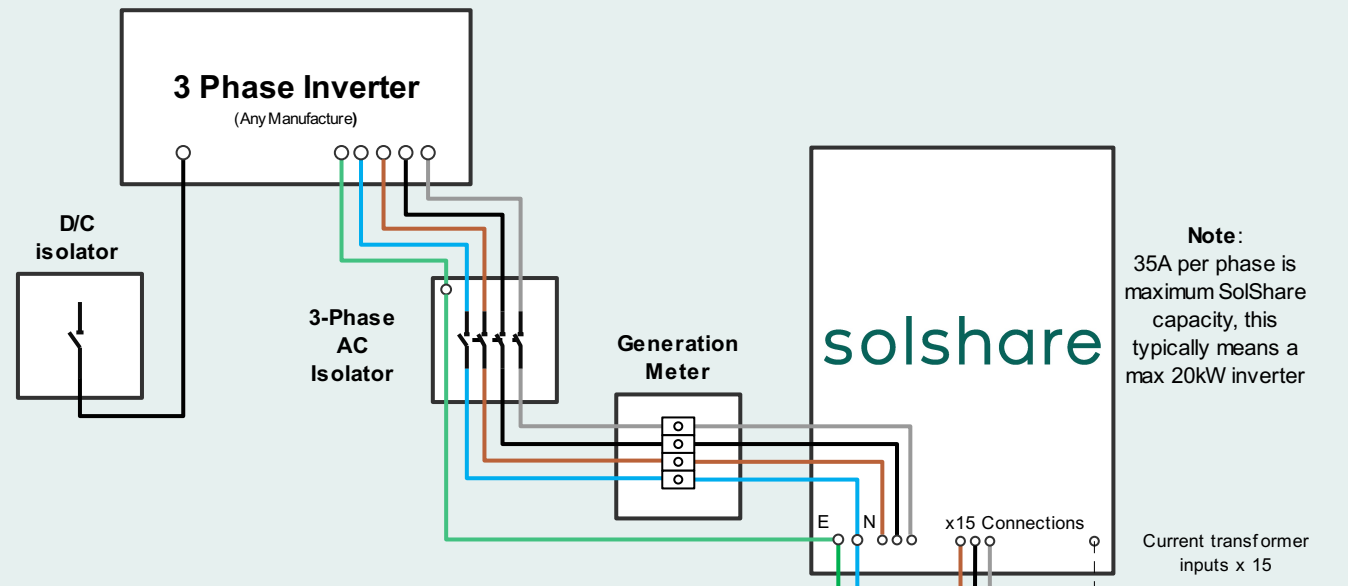 3 Phase Inverter
(Any Manufacture)
D/C
isolator
3-Phase
AC
Isolator
Generation
Meter
solshare
Note:
35A per phase is
maximum SolShare
capacity, this
typically means a
max 20kW inverter
E N x15 Connections
Current transformer
inputs x 15